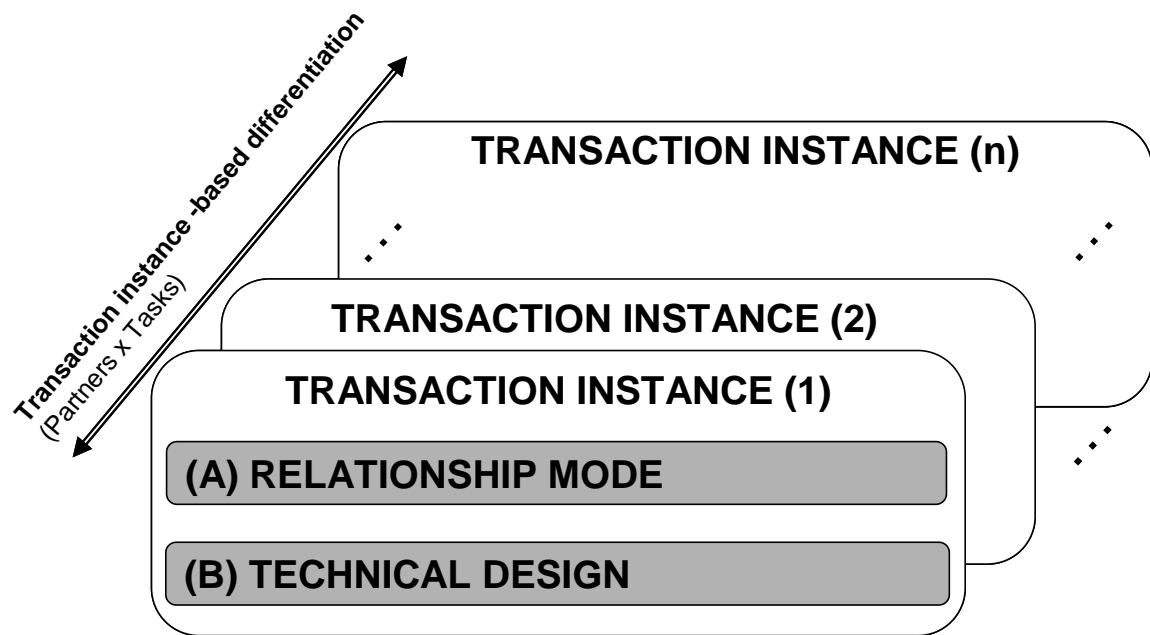 Transaction instance -based differentiation
(Partners x Tasks)
TRANSACTION INSTANCE (n)
TRANSACTION INSTANCE (2)
TRANSACTION INSTANCE (1)
(A) RELATIONSHIP MODE
(B) TECHNICAL DESIGN